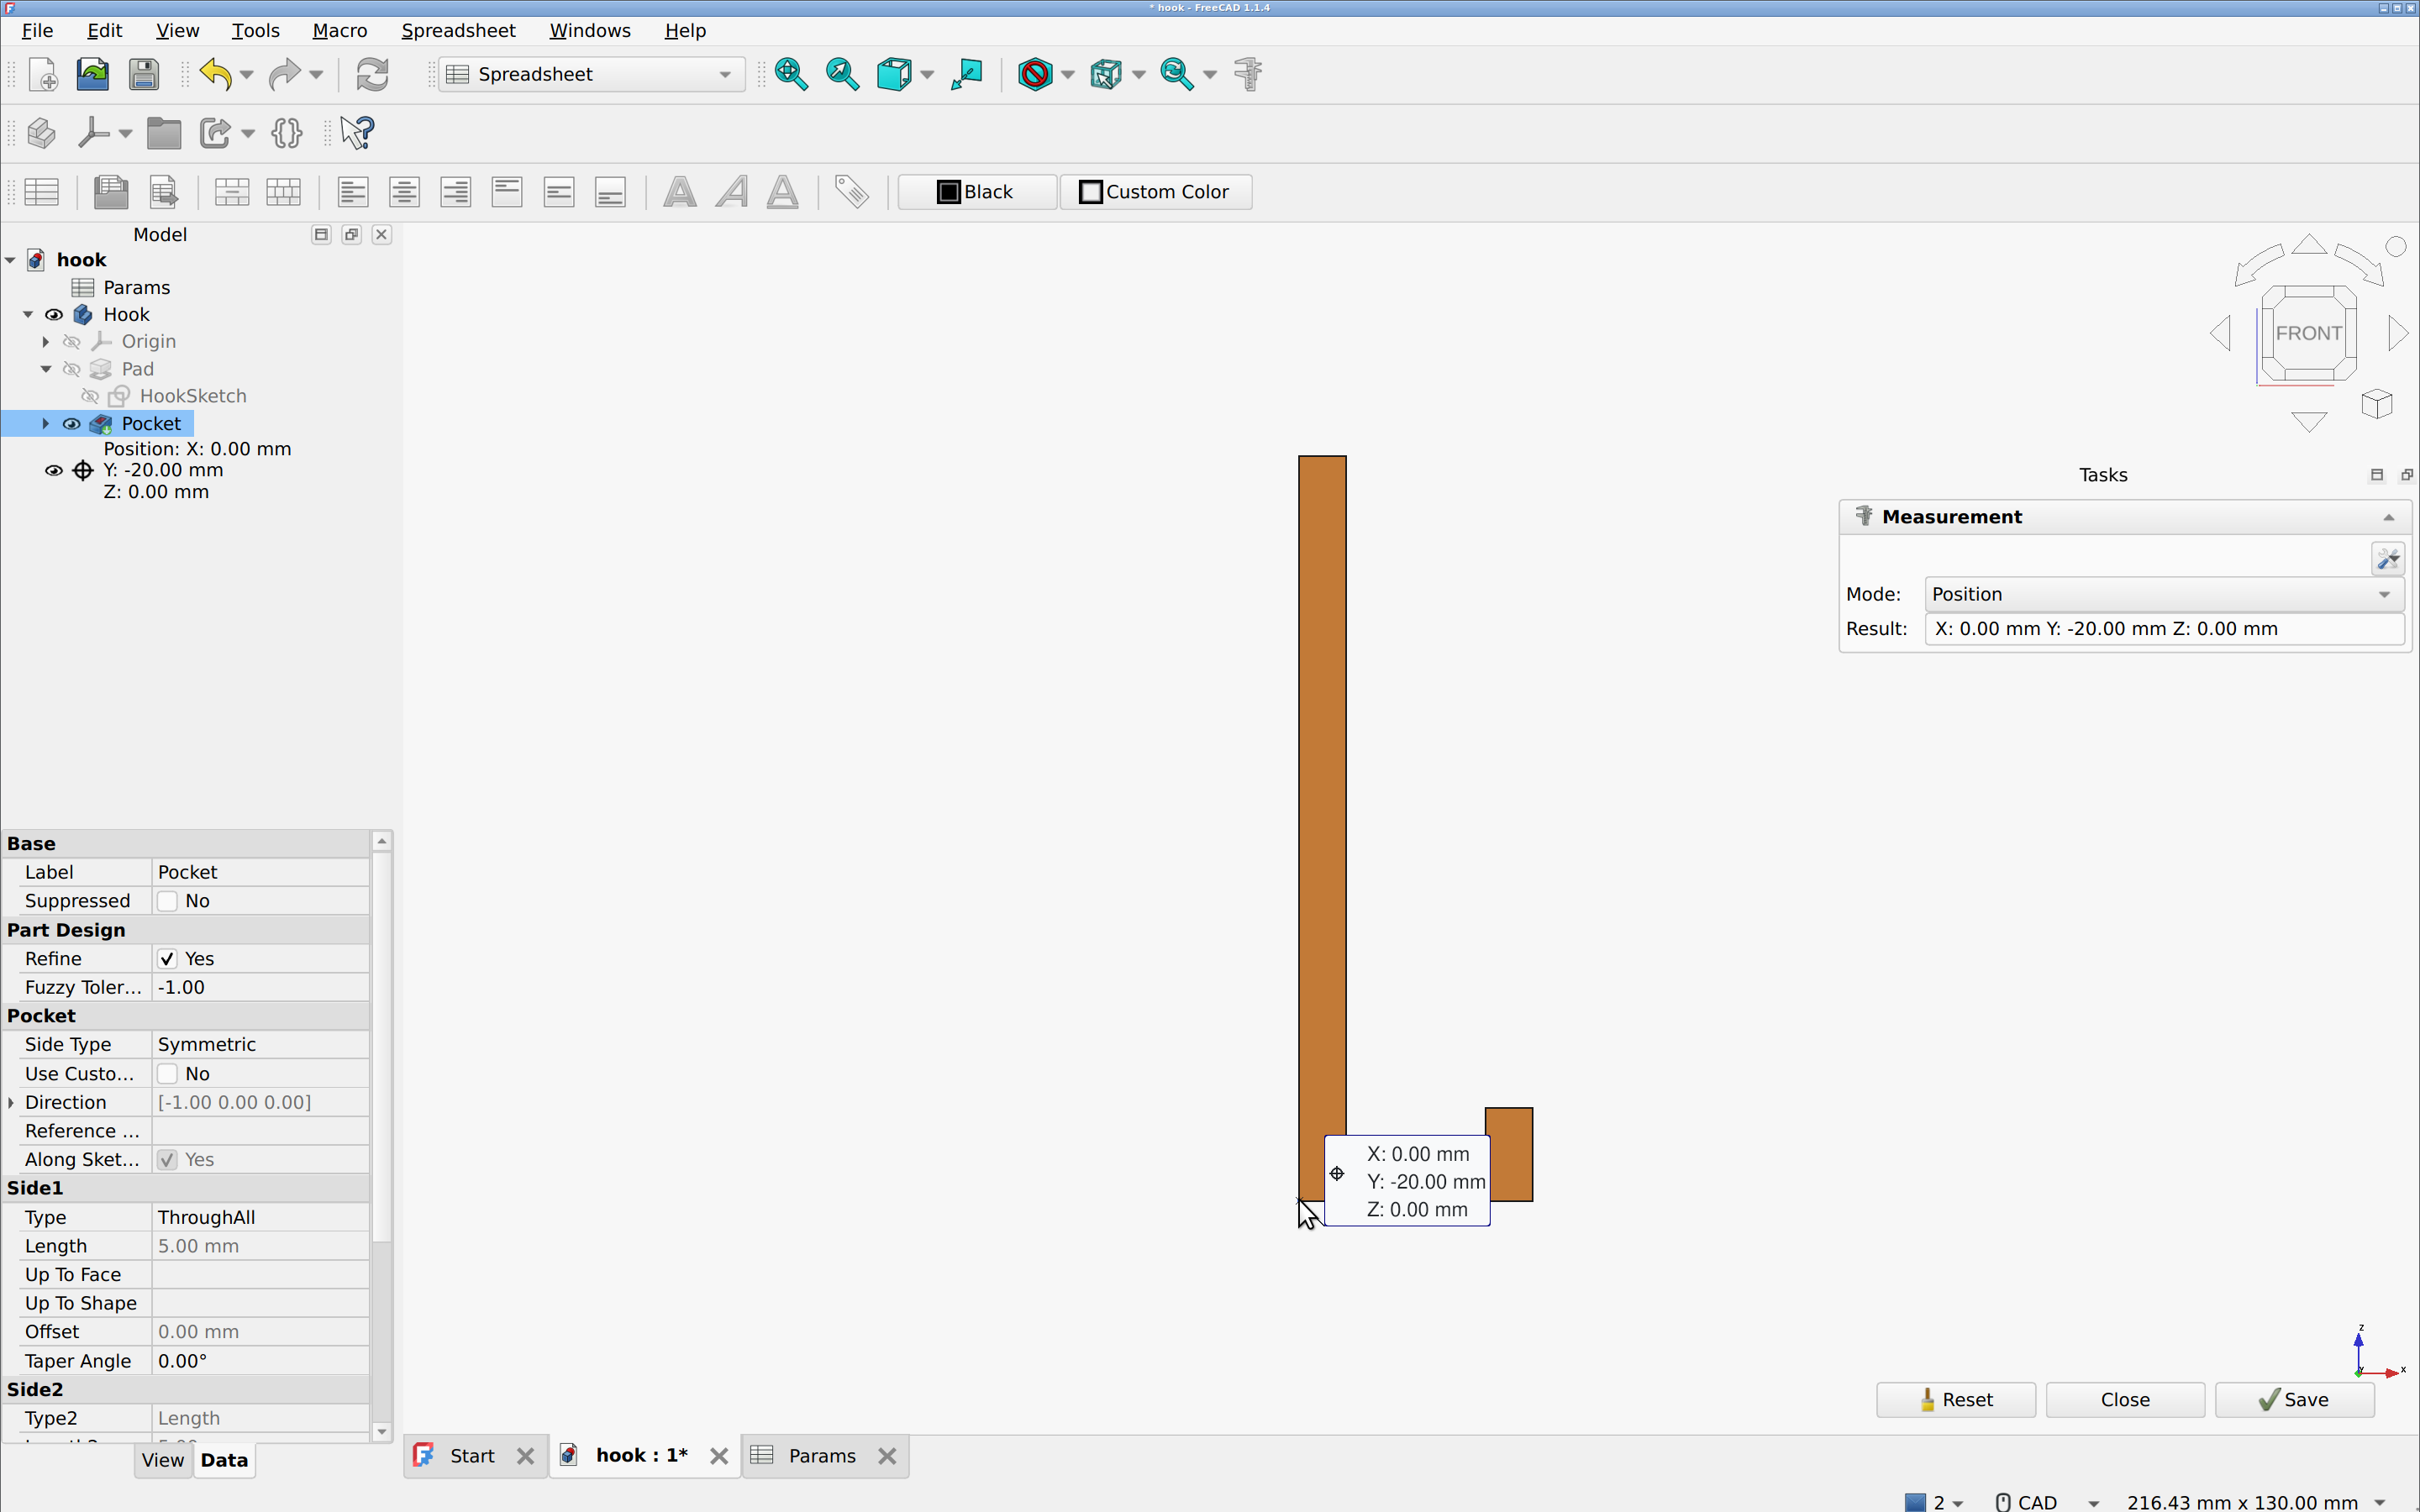 * hook - FreeCAD 1.1.4
File Edit View Tools Macro Spreadsheet Windows Help
Spreadsheet
Black Custom Color
Model
hook
Params
Hook
Origin
Pad
HookSketch
Pocket
Position: X: 0.00 mm
Y: -20.00 mm
Z: 0.00 mm
FRONT
Tasks
Measurement
Mode: Position
Result: X: 0.00 mm Y: -20.00 mm Z: 0.00 mm
X: 0.00 mm
Y: -20.00 mm
Z: 0.00 mm
Base
Label Pocket
Suppressed No
Part Design
Refine Yes
Fuzzy Toler... -1.00
Pocket
Side Type Symmetric
Use Custo... No
Direction [-1.00 0.00 0.00]
Reference ...
Along Sket... Yes
Side1
Type ThroughAll
Length 5.00 mm
Up To Face
Up To Shape
Offset 0.00 mm
Taper Angle 0.00°
Side2
Type2 Length
z
x
Reset Close Save
View Data
Start hook : 1* Params
2 CAD 216.43 mm x 130.00 mm